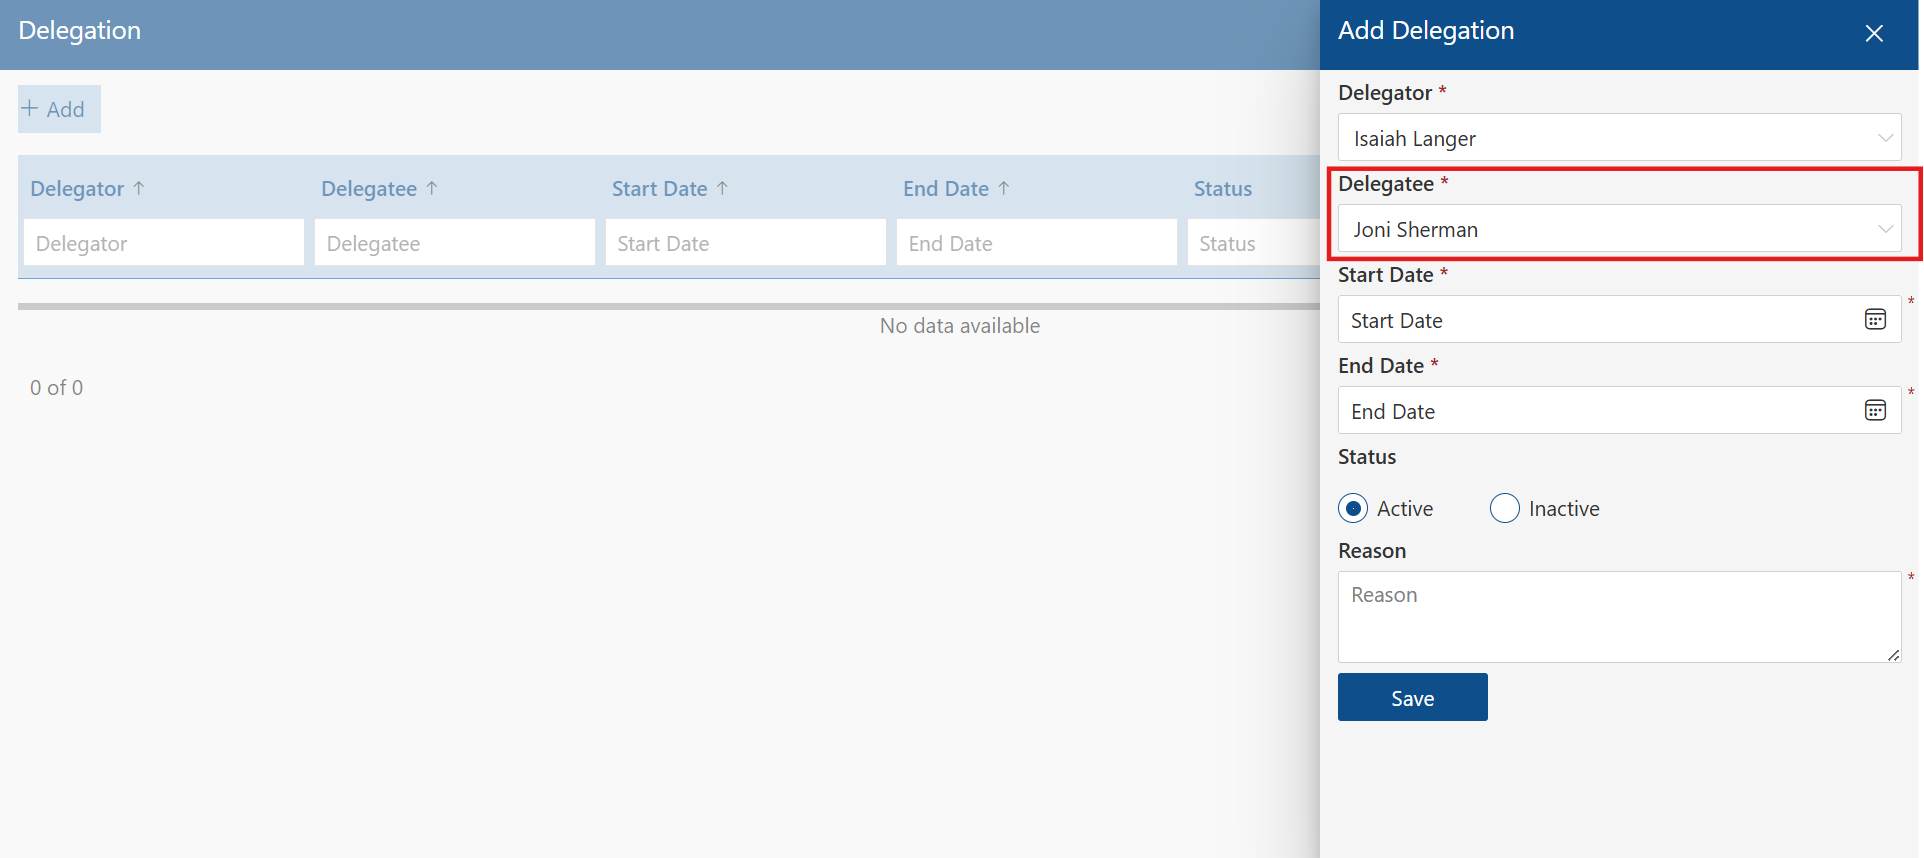 Delegation
+ Add
Delegator ↑ Delegatee ↑ Start Date ↑ End Date ↑ Status
Delegator Delegatee Start Date End Date Status
No data available
0 of 0
Add Delegation
Delegator *
Isaiah Langer
Delegatee *
Joni Sherman
Start Date *
Start Date *
End Date *
End Date *
Status
Active Inactive
Reason
Reason *
Save